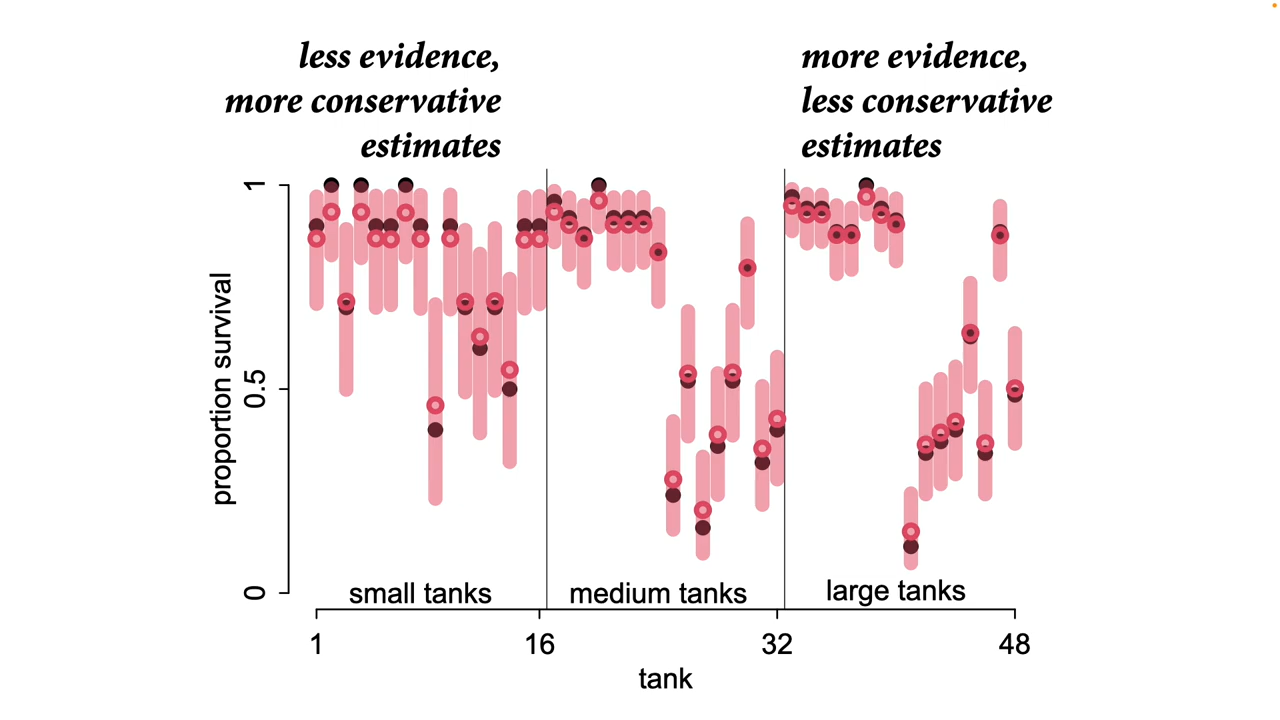 less evidence,
more conservative
estimates
more evidence,
less conservative
estimates
proportion survival
1
0.5
0
small tanks
medium tanks
large tanks
1
16
32
48
tank